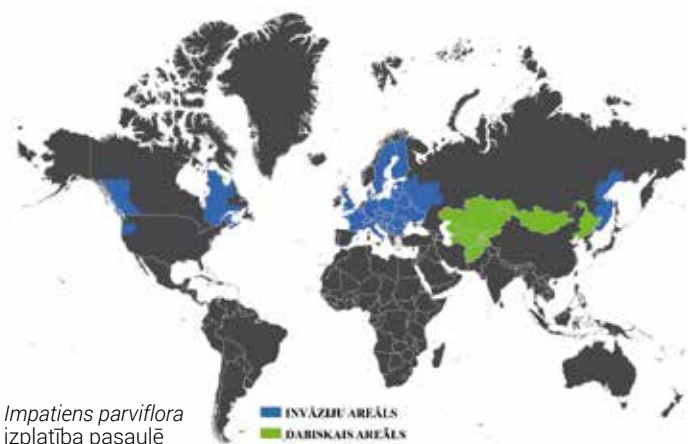 Impatiens parviflora
izplatība pasaulē
INVĀZIJU AREĀLS
DABISKAIS AREĀLS